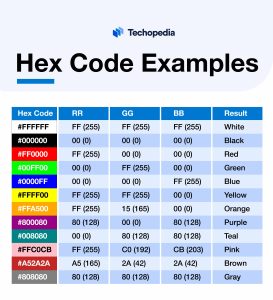 Techopedia
Hex Code Examples
Hex Code RR GG BB Result
#FFFFFF FF (255) FF (255) FF (255) White
#000000 00 (0) 00 (0) 00 (0) Black
#FF0000 FF (255) 00 (0) 00 (0) Red
#00FF00 00 (0) FF (255) 00 (0) Green
#0000FF 00 (0) 00 (0) FF (255) Blue
#FFFF00 FF (255) FF (255) 00 (0) Yellow
#FFA500 FF (255) 15 (165) 00 (0) Orange
#800080 80 (128) 00 (0) 80 (128) Purple
#008080 00 (0) 80 (128) 80 (128) Teal
#FFC0CB FF (255) C0 (192) CB (203) Pink
#A52A2A A5 (165) 2A (42) 2A (42) Brown
#808080 80 (128) 80 (128) 80 (128) Gray